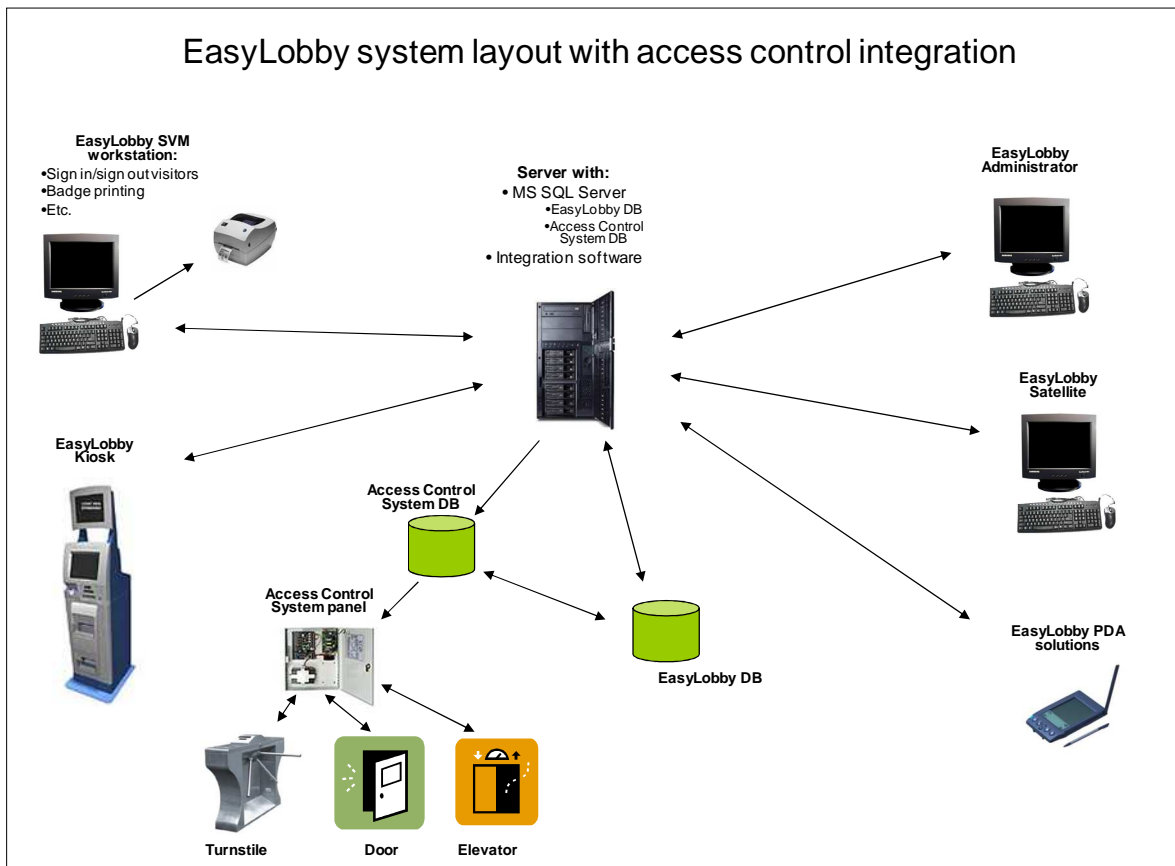 EasyLobby system layout with access control integration
EasyLobby SVM
workstation:
•Sign in/sign out visitors
•Badge printing
•Etc.
Server with:
• MS SQL Server
•EasyLobby DB
•Access Control
System DB
• Integration software
EasyLobby
Administrator
EasyLobby
Satellite
EasyLobby
Kiosk
Access Control
System DB
Access Control
System panel
EasyLobby DB
EasyLobby PDA
solutions
Turnstile
Door
Elevator